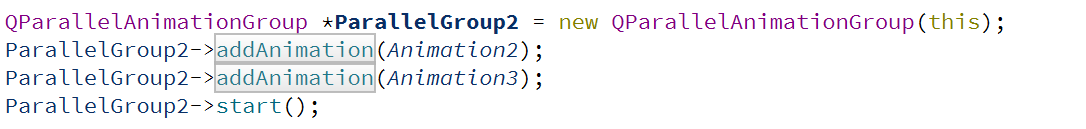 QParallelAnimationGroup *ParallelGroup2 = new QParallelAnimationGroup(this);
ParallelGroup2->addAnimation(Animation2);
ParallelGroup2->addAnimation(Animation3);
ParallelGroup2->start();